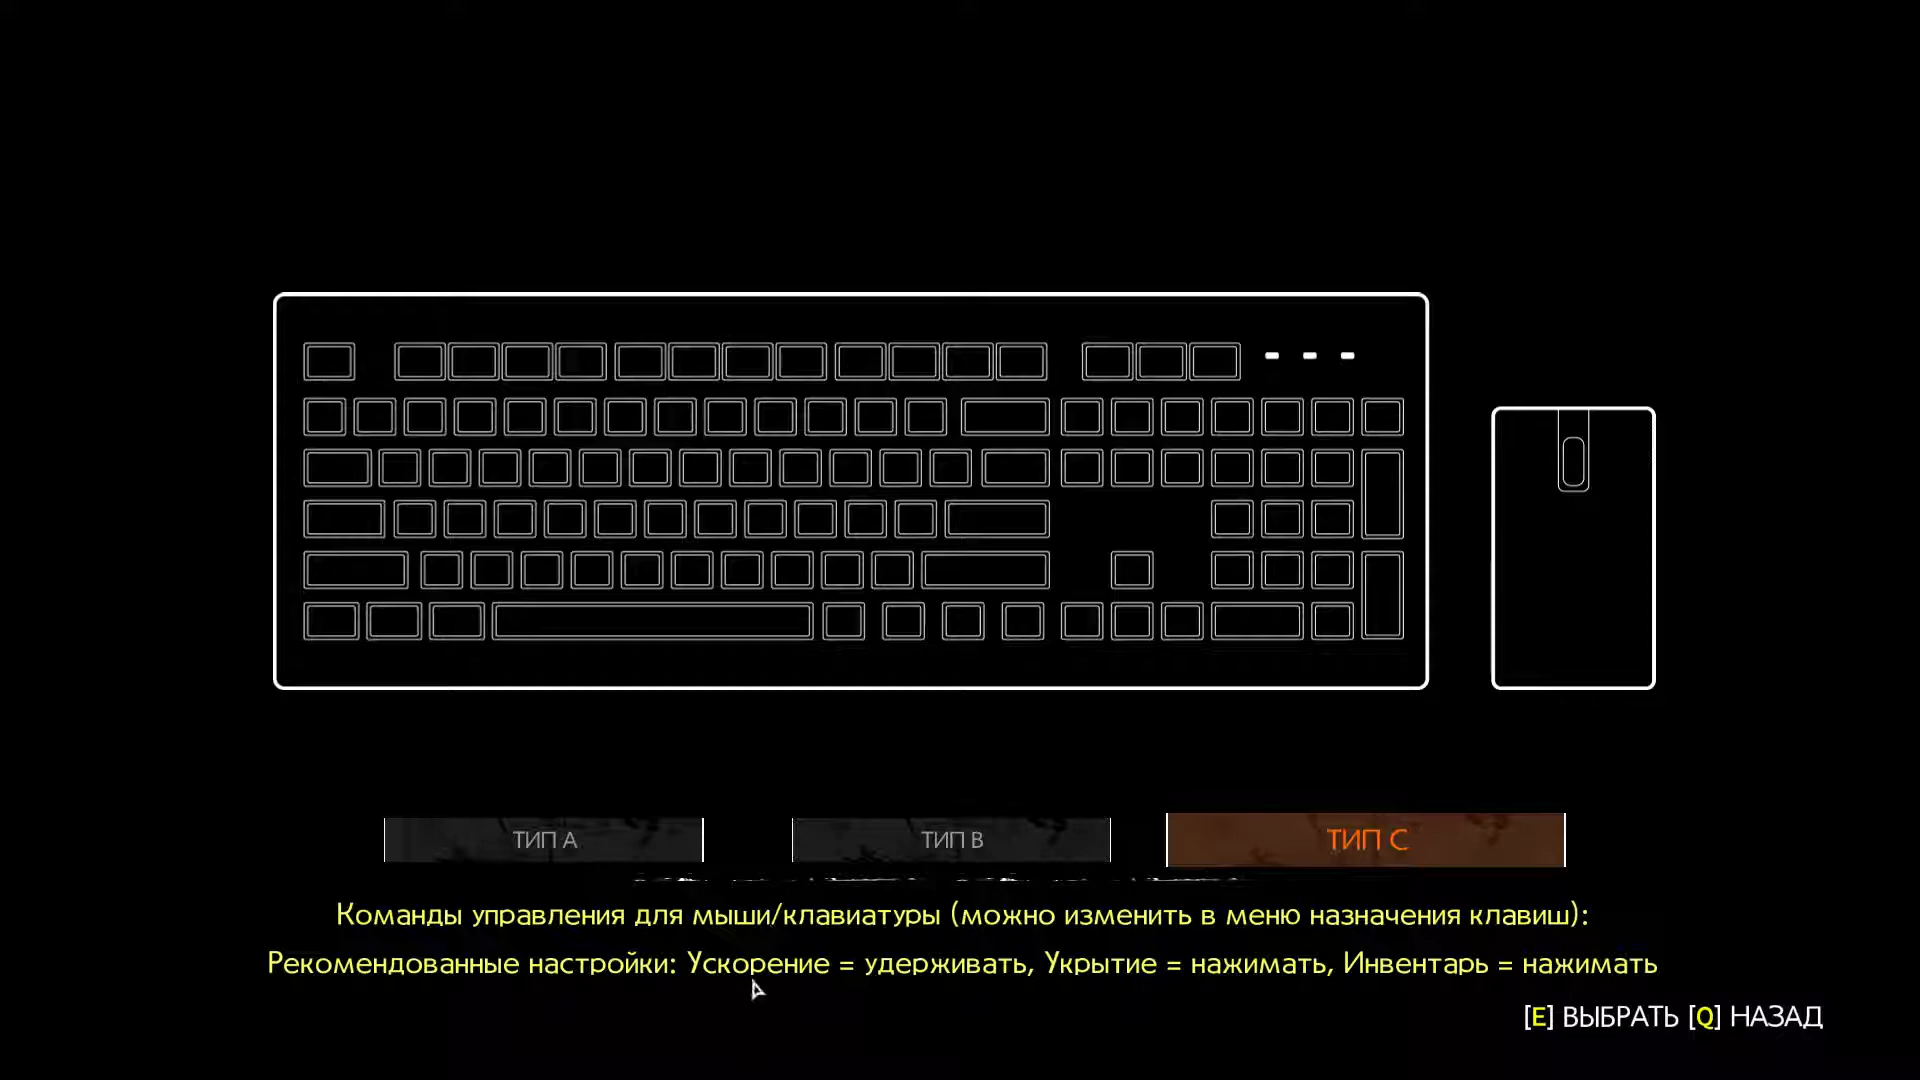 ТИП А ТИП В ТИП С
Команды управления для мыши/клавиатуры (можно изменить в меню назначения клавиш):
Рекомендованные настройки: Ускорение = удерживать, Укрытие = нажимать, Инвентарь = нажимать
[E] ВЫБРАТЬ [Q] НАЗАД